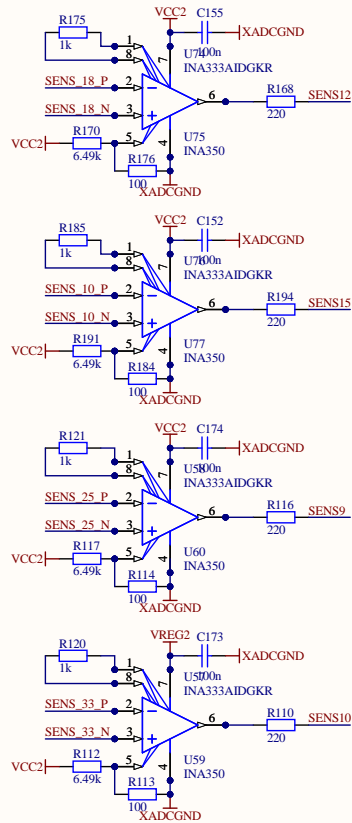 VCC2
C155
R175
1k
100n
XADCGND
1
8
7
U74
INA333AIDGKR
SENS_18_P
2
6
R168
SENS12
220
SENS_18_N
3
VCC2
R170
6.49k
5
4
U75
INA350
R176
100
XADCGND
VCC2
C152
R185
1k
100n
XADCGND
1
8
7
U76
INA333AIDGKR
SENS_10_P
2
6
R194
SENS15
220
SENS_10_N
3
VCC2
R191
6.49k
5
4
U77
INA350
R184
100
XADCGND
VCC2
C174
R121
1k
100n
XADCGND
1
8
7
INA333AIDGKR
SENS_25_P
2
6
R116
SENS9
220
SENS_25_N
3
VCC2
R117
6.49k
5
4
U60
INA350
R114
100
XADCGND
VREG2
C173
R120
1k
100n
XADCGND
1
8
7
U57
INA333AIDGKR
SENS_33_P
2
6
R110
SENS10
220
SENS_33_N
3
VCC2
R112
6.49k
5
4
U59
INA350
R113
100
XADCGND